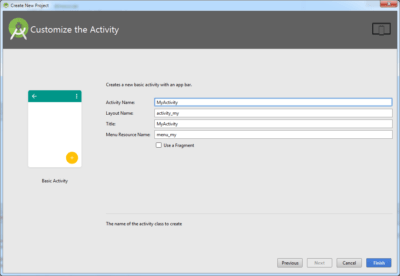 Create New Project
Customize the Activity
Creates a new basic activity with an app bar.
Activity Name: MyActivity
Layout Name: activity_my
Title: MyActivity
Menu Resource Name: menu_my
Use a Fragment
Basic Activity
The name of the activity class to create
Previous Next Cancel Finish